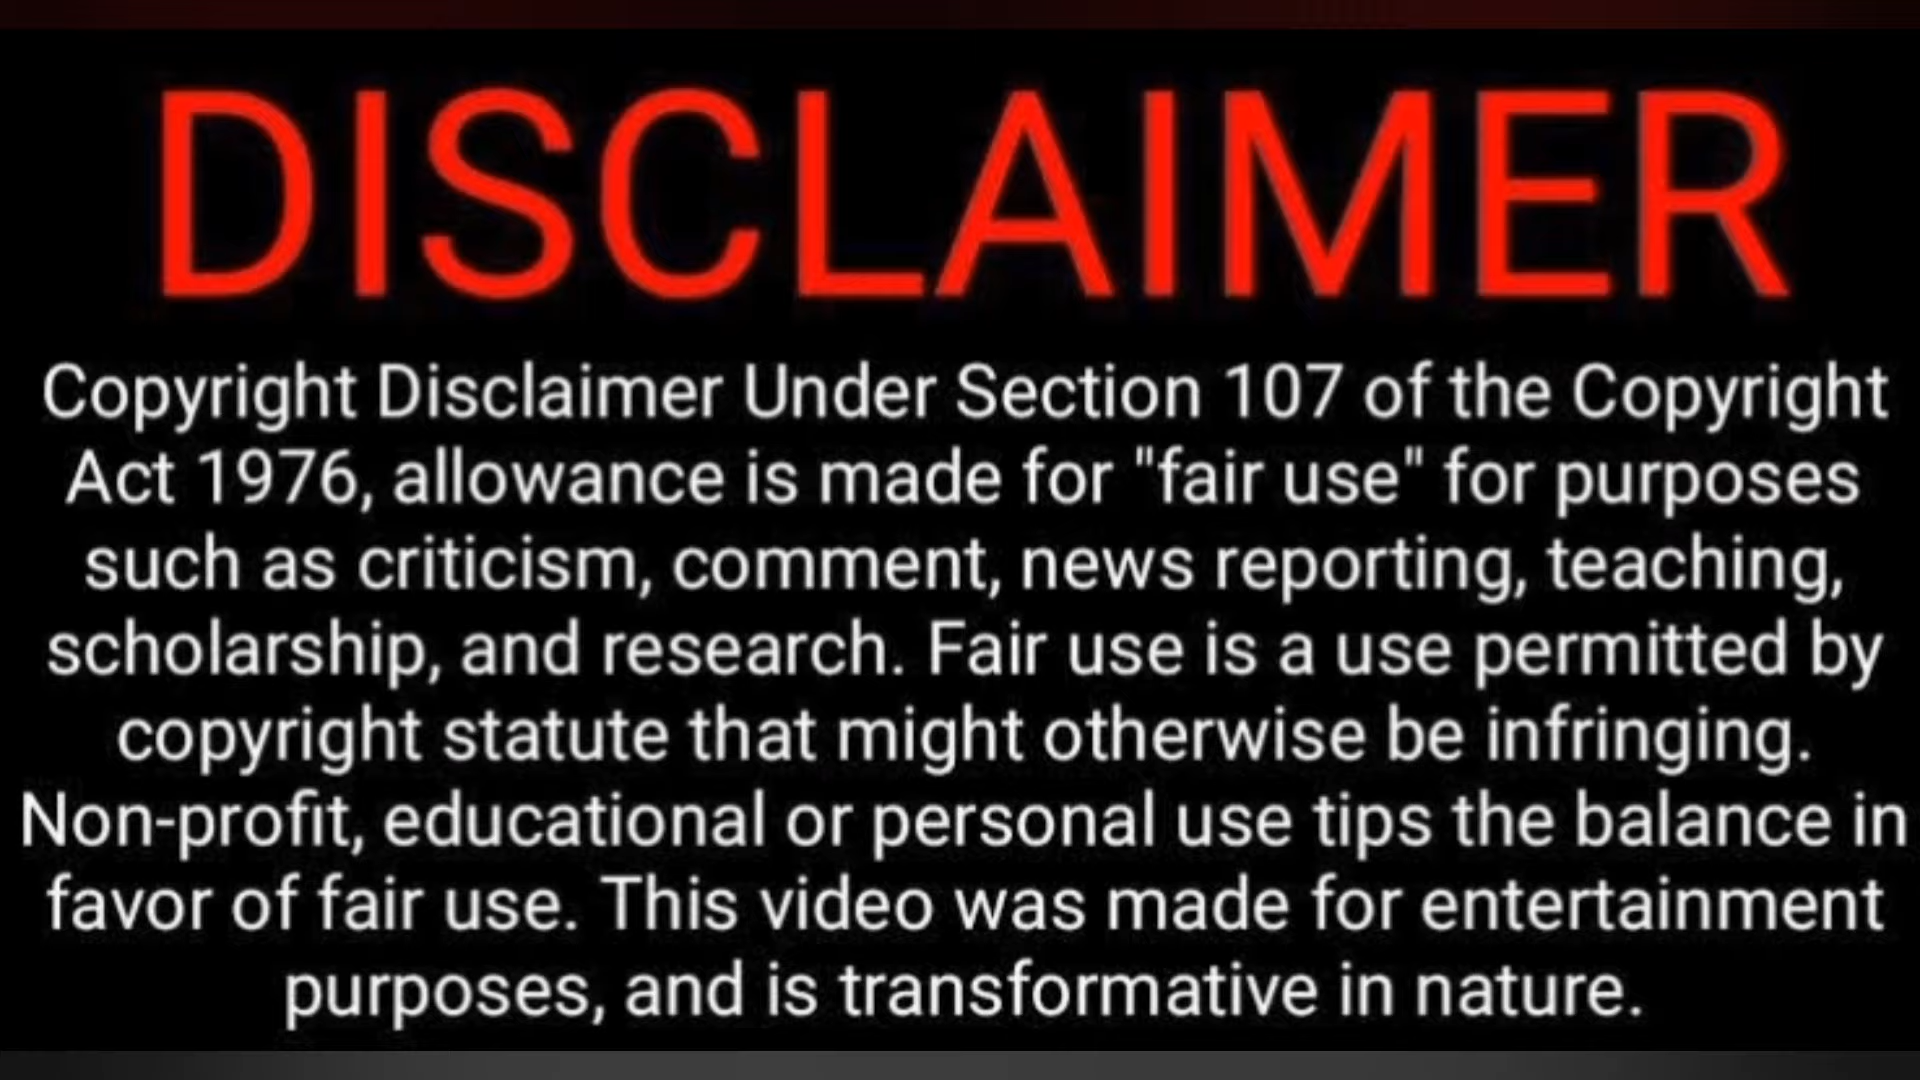 DISCLAIMER
Copyright Disclaimer Under Section 107 of the Copyright
Act 1976, allowance is made for "fair use" for purposes
such as criticism, comment, news reporting, teaching,
scholarship, and research. Fair use is a use permitted by
copyright statute that might otherwise be infringing.
Non-profit, educational or personal use tips the balance in
favor of fair use. This video was made for entertainment
purposes, and is transformative in nature.